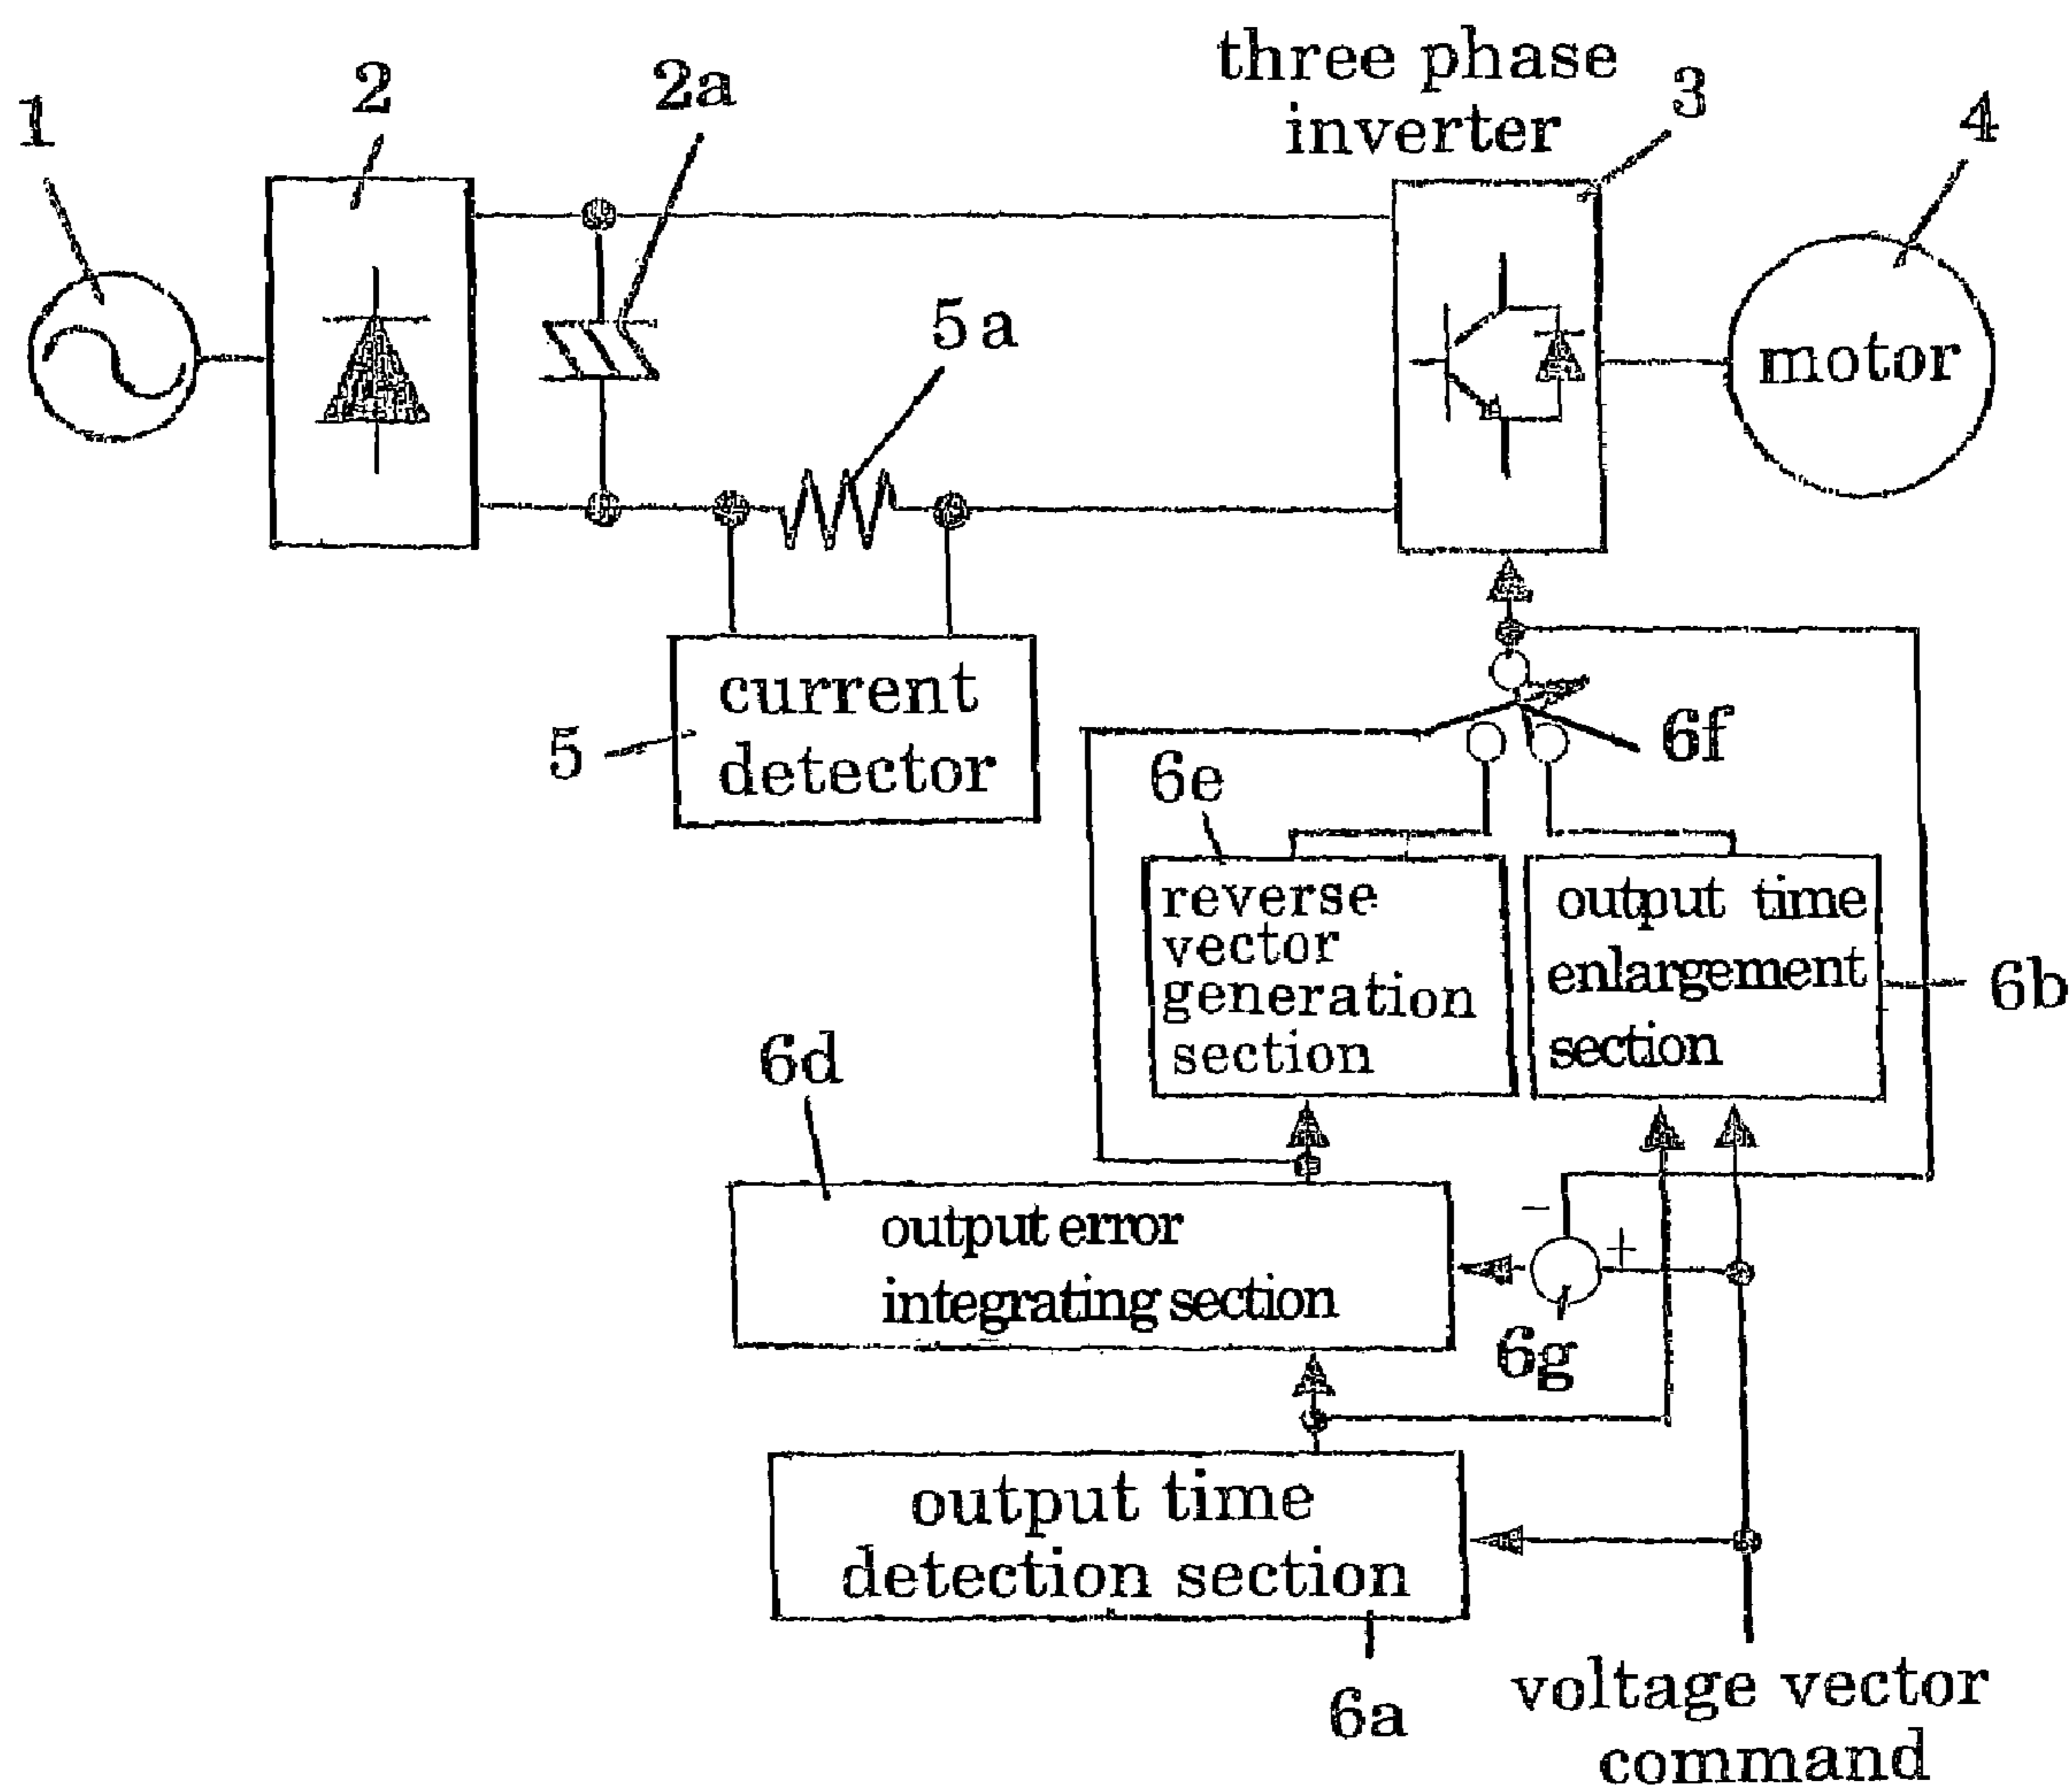 1
2
2a
three phase
inverter
3
4
5a
motor
current
detector
5
6f
6e
reverse
vector
generation
section
output time
enlargement
section
6b
6d
output error
integrating section
-
+
6g
output time
detection section
6a
voltage vector
command